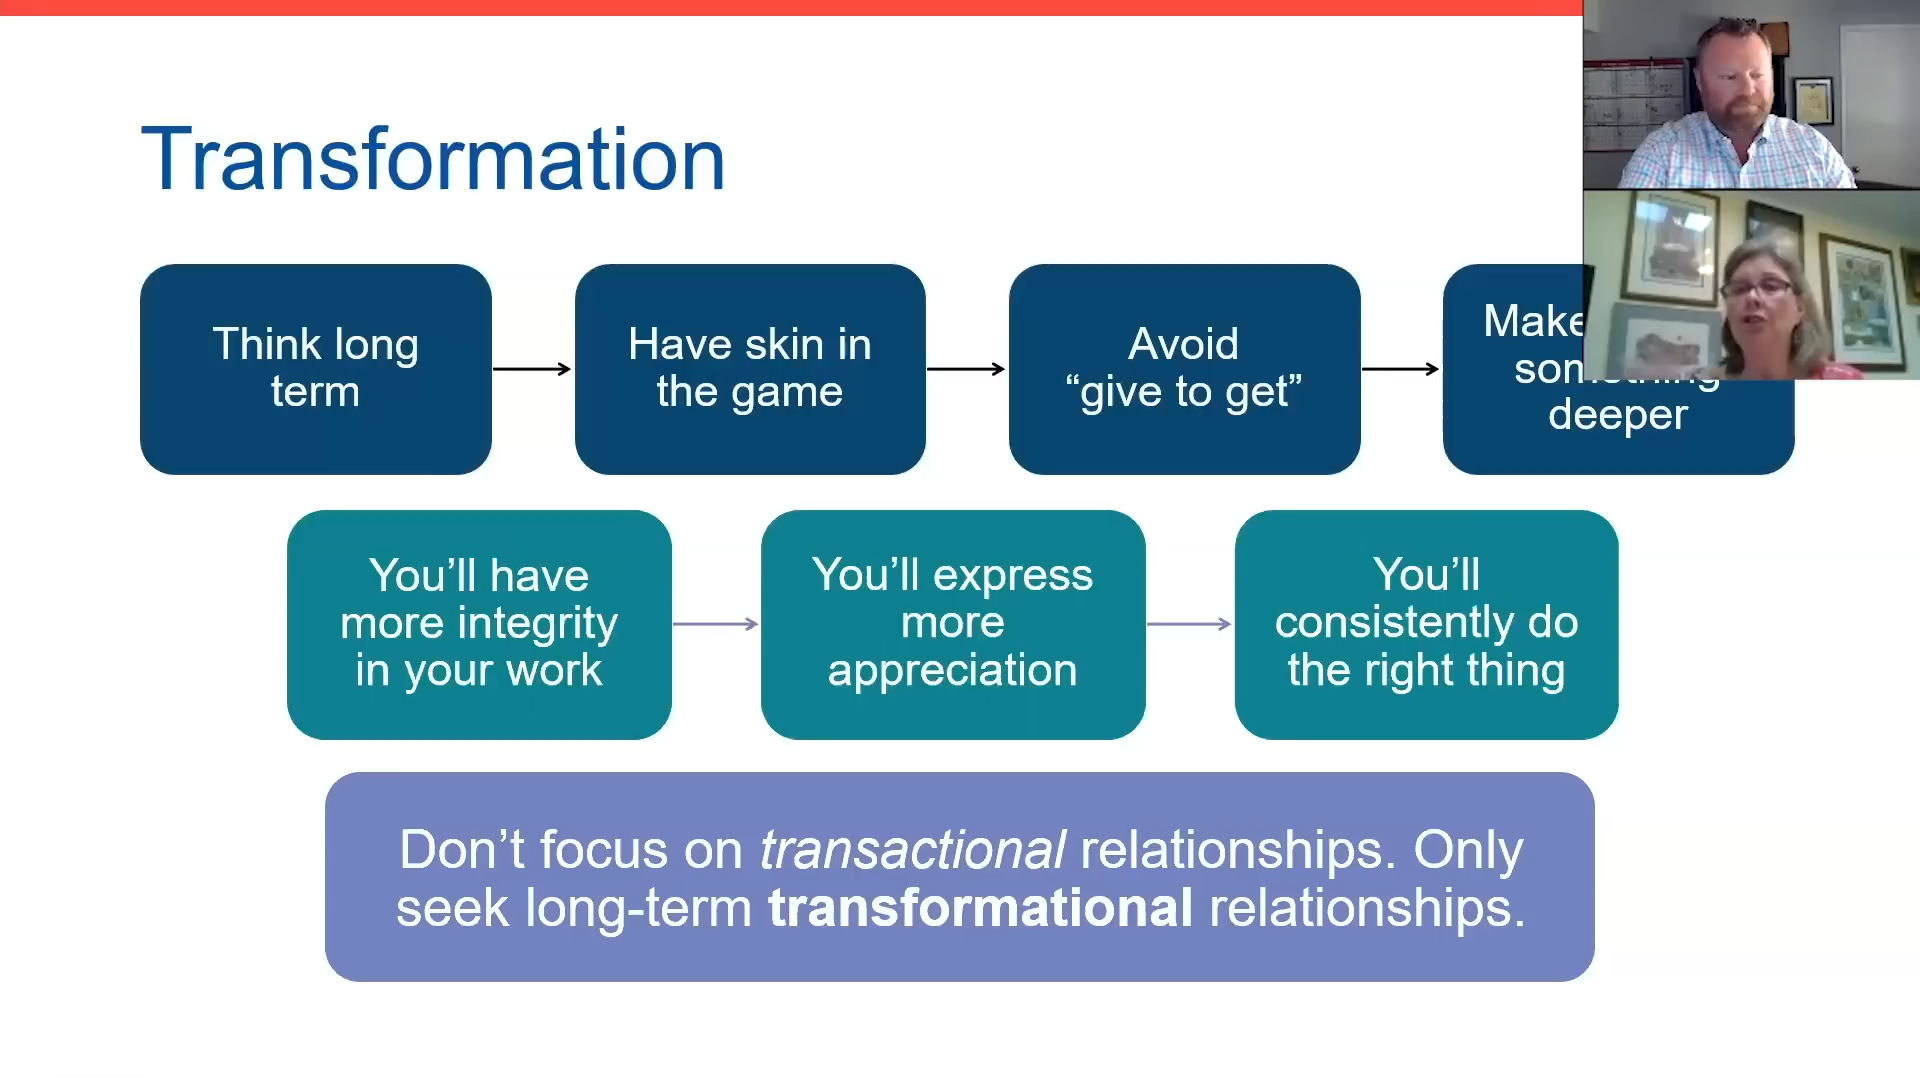 Transformation
Think long
term
Have skin in
the game
Avoid
“give to get”
Make
something
deeper
You’ll have
more integrity
in your work
You’ll express
more
appreciation
You’ll
consistently do
the right thing
Don’t focus on transactional relationships. Only
seek long-term transformational relationships.